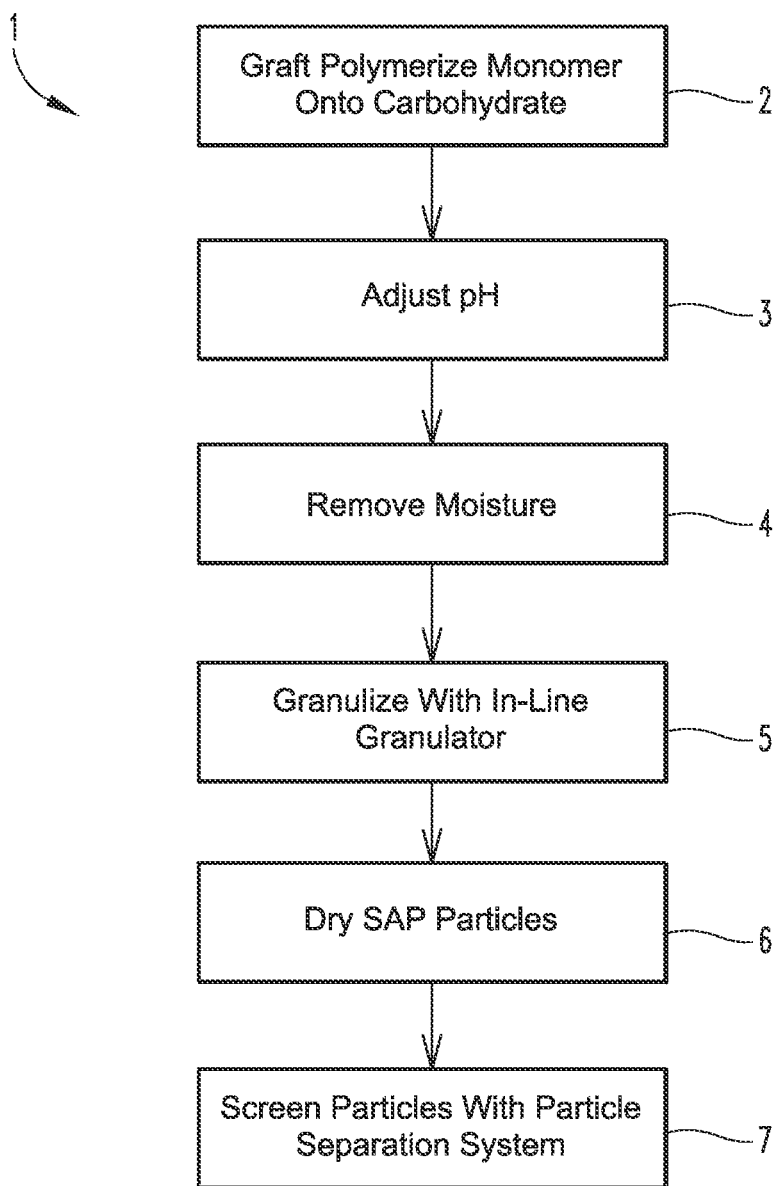 1
Graft Polymerize Monomer
Onto Carbohydrate
2
Adjust pH
3
Remove Moisture
4
Granulize With In-Line
Granulator
5
Dry SAP Particles
6
Screen Particles With Particle
Separation System
7